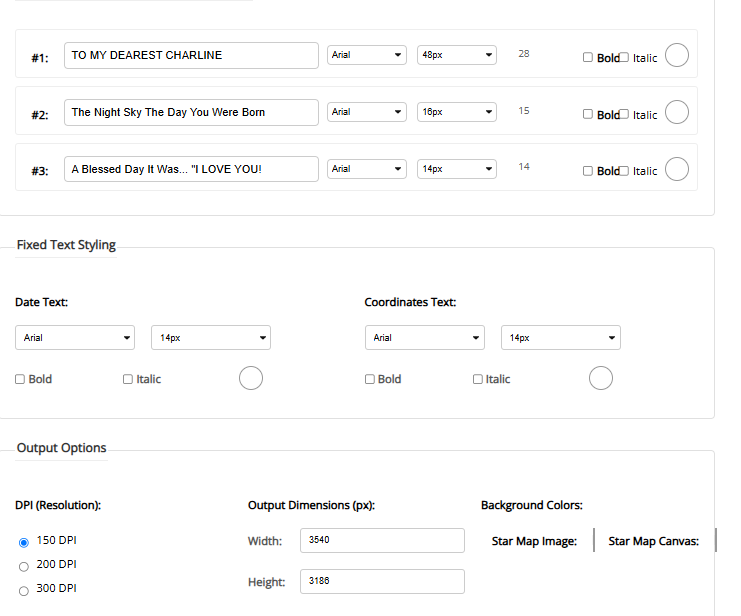 #1: TO MY DEAREST CHARLINE Arial 48px 28 Bold Italic
#2: The Night Sky The Day You Were Born Arial 16px 15 Bold Italic
#3: A Blessed Day It Was... "I LOVE YOU! Arial 14px 14 Bold Italic
Fixed Text Styling
Date Text: Coordinates Text:
Arial 14px Arial 14px
Bold Italic Bold Italic
Output Options
DPI (Resolution): Output Dimensions (px): Background Colors:
150 DPI Width: 3540 Star Map Image: Star Map Canvas:
200 DPI
Height: 3186
300 DPI